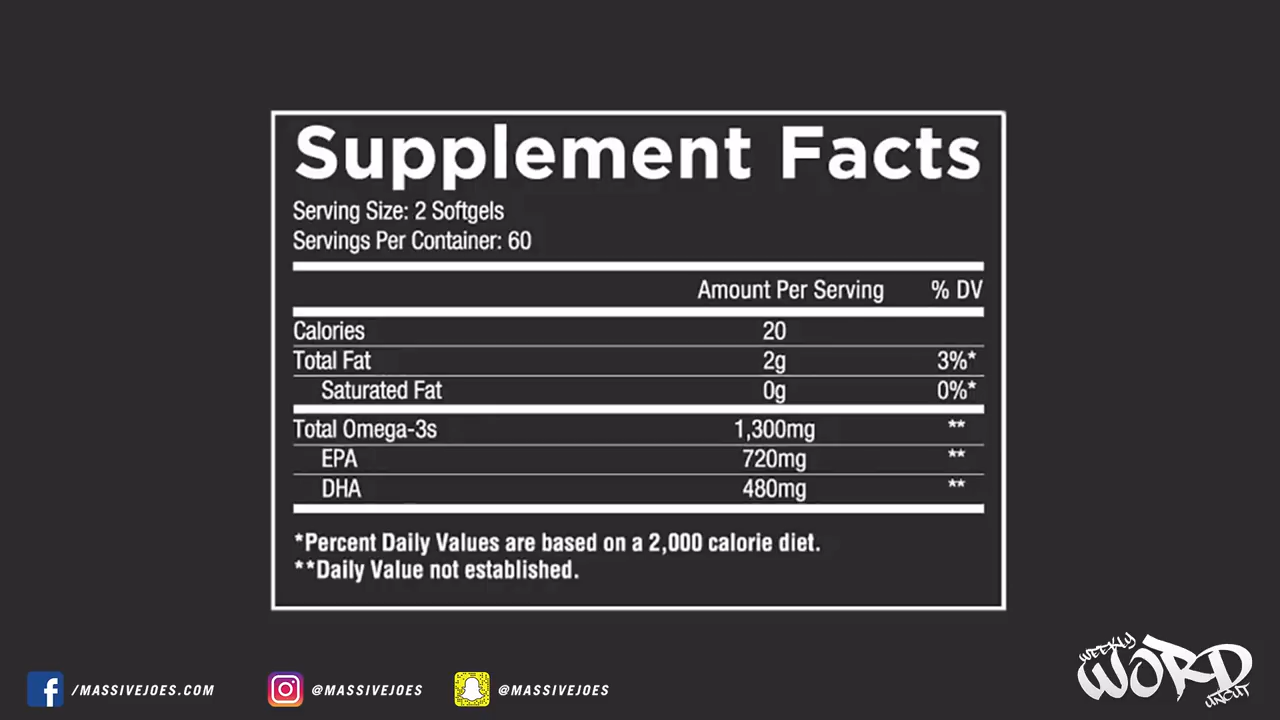 Supplement Facts
Serving Size: 2 Softgels
Servings Per Container: 60
Amount Per Serving % DV
Calories 20
Total Fat 2g 3%*
Saturated Fat 0g 0%*
Total Omega-3s 1,300mg **
EPA 720mg **
DHA 480mg **
*Percent Daily Values are based on a 2,000 calorie diet.
**Daily Value not established.
f /MASSIVEJOES.COM @MASSIVEJOES @MASSIVEJOES
WEEKLY
WORD
UNCUT